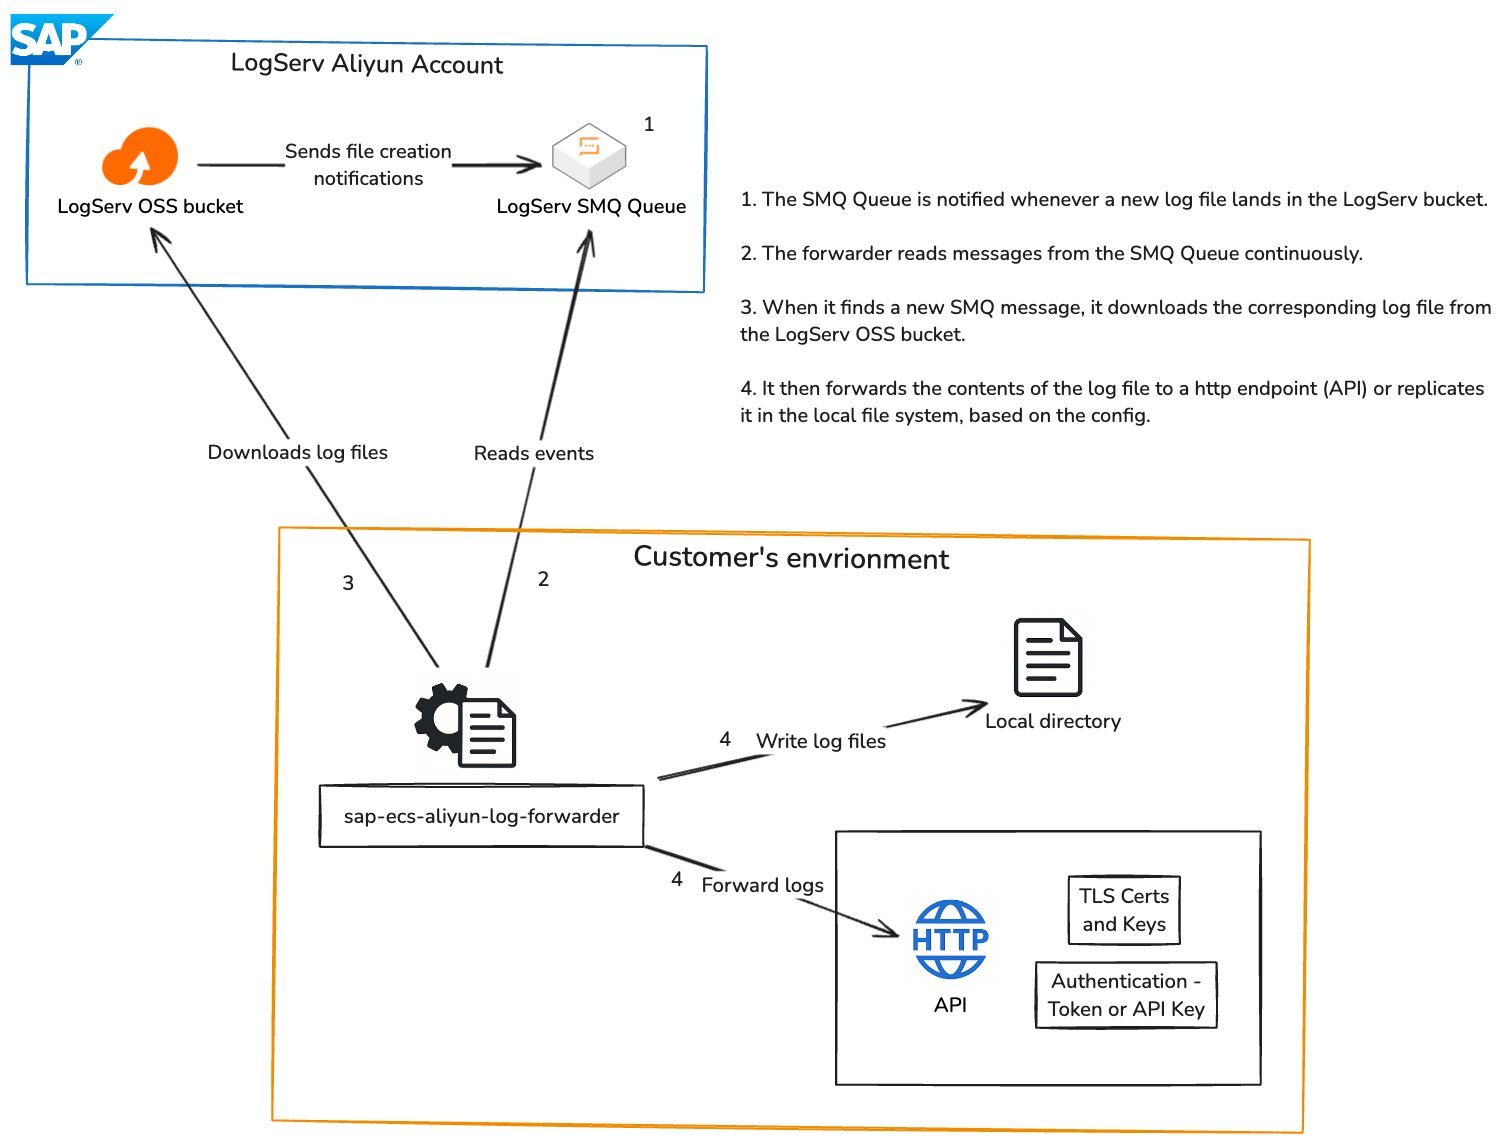 SAP
®
LogServ Aliyun Account
1
Sends file creation
notifications
LogServ OSS bucket
LogServ SMQ Queue
1. The SMQ Queue is notified whenever a new log file lands in the LogServ bucket.
2. The forwarder reads messages from the SMQ Queue continuously.
3. When it finds a new SMQ message, it downloads the corresponding log file from
the LogServ OSS bucket.
4. It then forwards the contents of the log file to a http endpoint (API) or replicates
it in the local file system, based on the config.
Downloads log files
Reads events
Customer's envrionment
3
2
Local directory
4
Write log files
sap-ecs-aliyun-log-forwarder
4
Forward logs
HTTP
API
TLS Certs
and Keys
Authentication -
Token or API Key